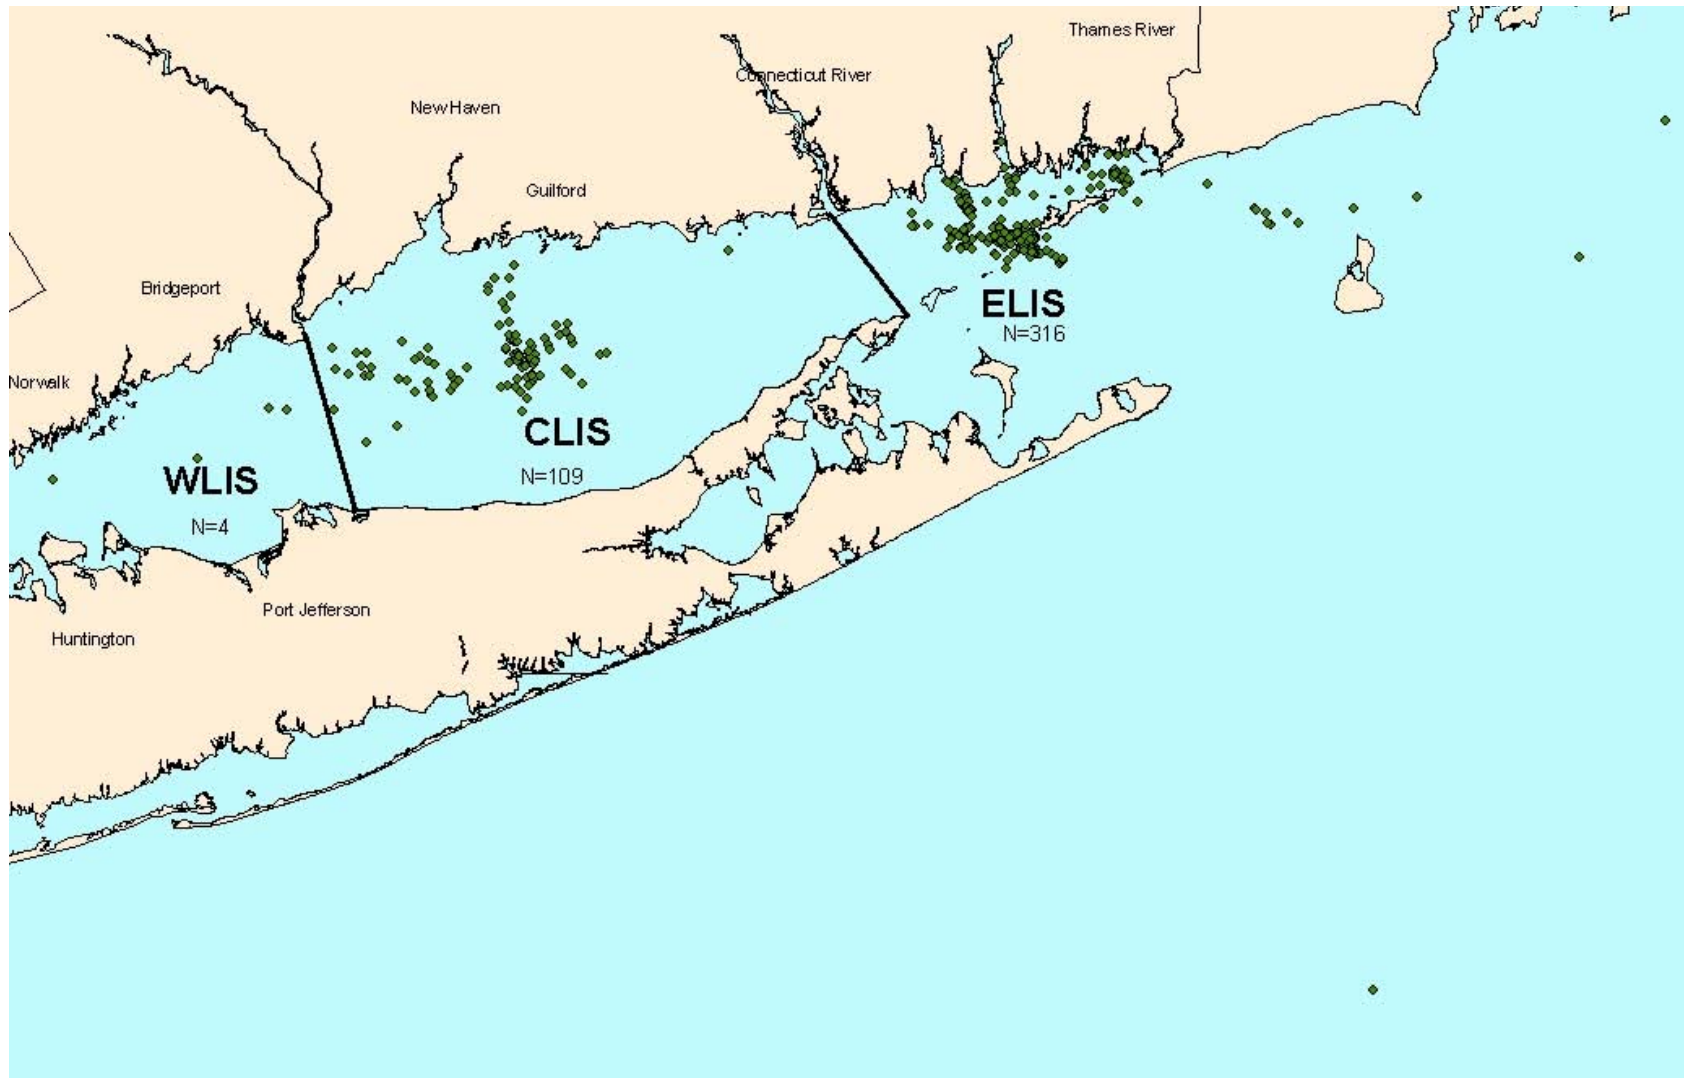 Thames River
Connecticut River
New Haven
Guilford
Bridgeport
ELIS
N=316
Norwalk
CLIS
N=109
WLIS
N=4
Port Jefferson
Huntington